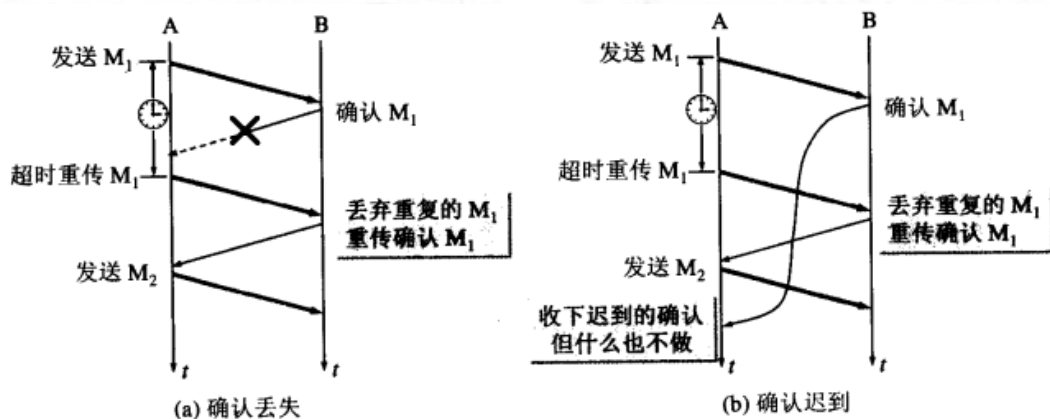 A B
发送 M1
确认 M1
超时重传 M1
丢弃重复的 M1
重传确认 M1
发送 M2
t t
(a) 确认丢失
A B
发送 M1
确认 M1
超时重传 M1
丢弃重复的 M1
重传确认 M1
发送 M2
收下迟到的确认
但什么也不做
t t
(b) 确认迟到